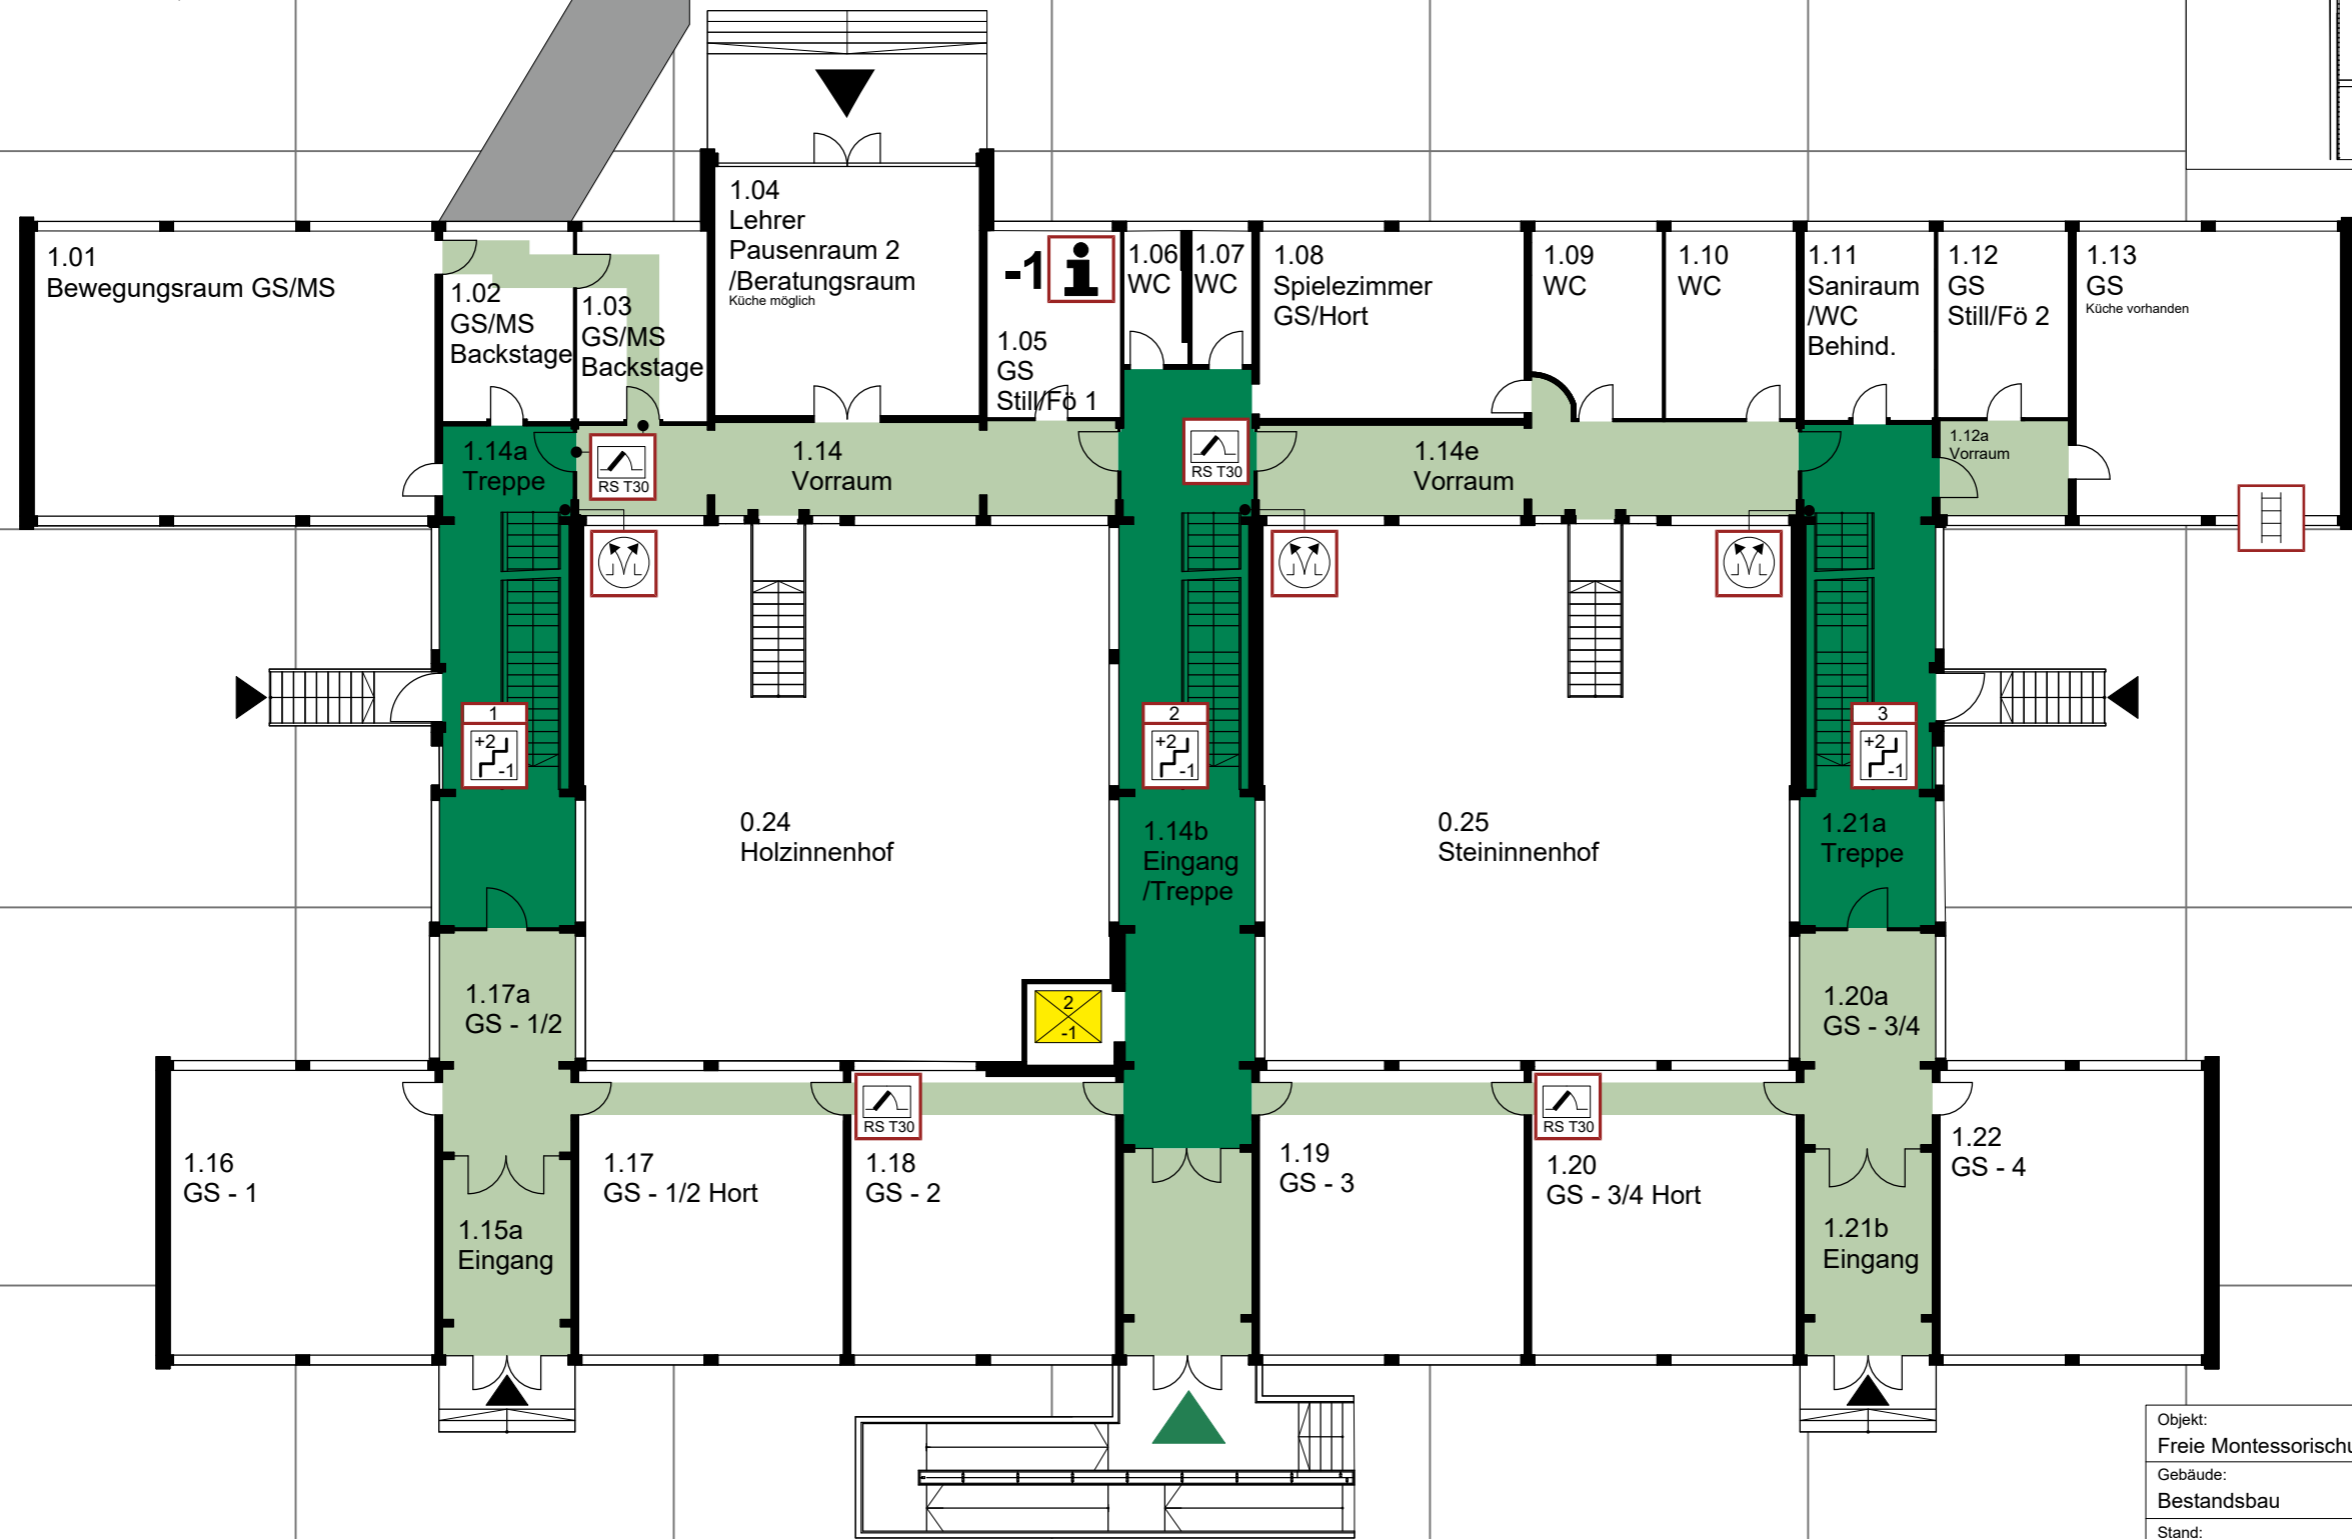 1.01
Bewegungsraum GS/MS
1.02
GS/MS
Backstage
1.03
GS/MS
Backstage
1.04
Lehrer
Pausenraum 2
/Beratungsraum
Küche möglich
-1
i
1.05
GS
Still/Fö 1
1.06
WC
1.07
WC
1.08
Spielezimmer
GS/Hort
1.09
WC
1.10
WC
1.11
Saniraum
/WC
Behind.
1.12
GS
Still/Fö 2
1.13
GS
Küche vorhanden
1.14a
Treppe
RS T30
1.14
Vorraum
RS T30
1.14e
Vorraum
1.12a
Vorraum
1
+2
-1
2
+2
-1
3
+2
-1
0.24
Holzinnenhof
1.14b
Eingang
/Treppe
0.25
Steininnenhof
1.21a
Treppe
1.17a
GS - 1/2
2
-1
1.20a
GS - 3/4
RS T30
RS T30
1.16
GS - 1
1.17
GS - 1/2 Hort
1.18
GS - 2
1.19
GS - 3
1.20
GS - 3/4 Hort
1.22
GS - 4
1.15a
Eingang
1.21b
Eingang
Objekt:
Freie Montessorischu
Gebäude:
Bestandsbau
Stand: